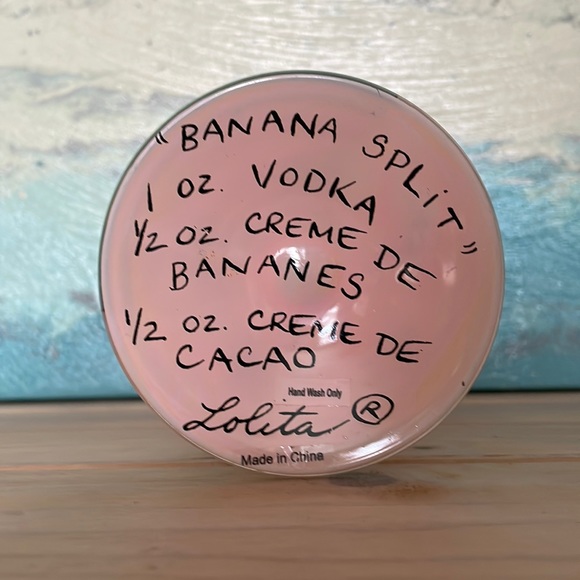 "BANANA SPLIT"
1 OZ. VODKA
1/2 OZ. CREME DE
BANANES
1/2 OZ. CREME DE
CACAO
Hand Wash Only
Lolita ®
Made in China